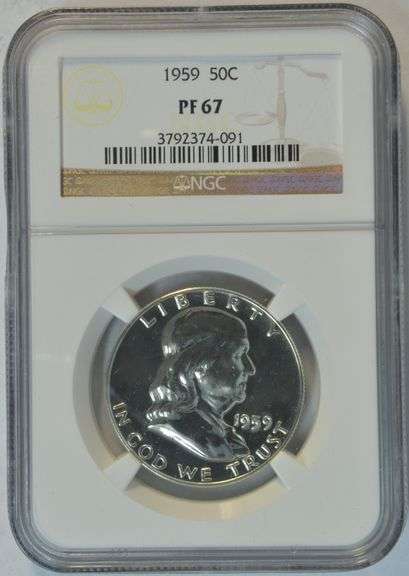 1959 50C
PF 67
3792374-091
NGC
LIBERTY
1959
IN GOD WE TRUST